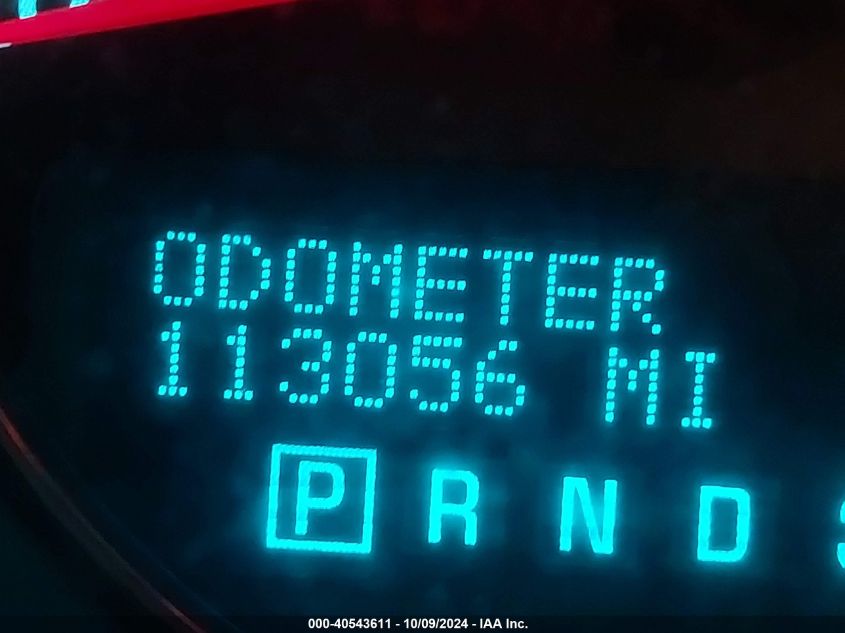 ODOMETER
113056 MI
P R N D
000-40543611 - 10/09/2024 - IAA Inc.